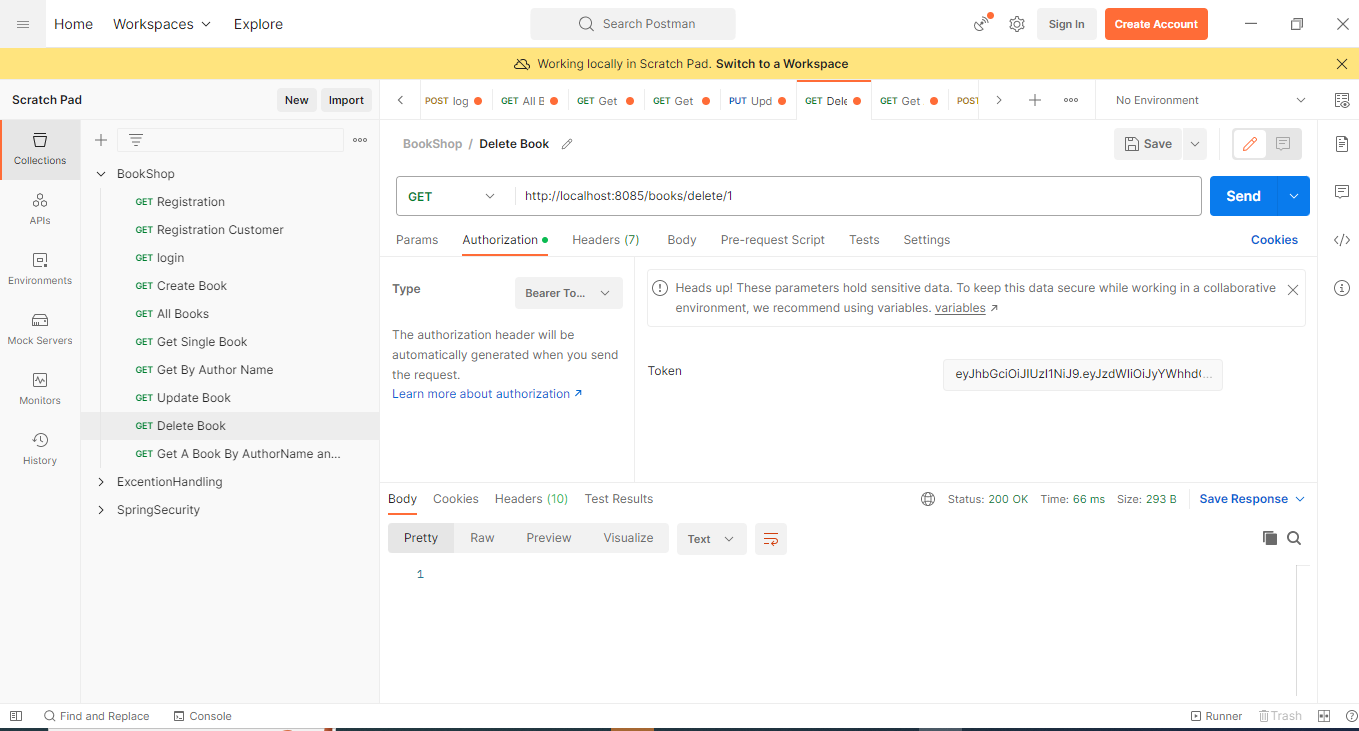 Home Workspaces Explore Search Postman Sign In Create Account
Working locally in Scratch Pad. Switch to a Workspace
Scratch Pad New Import POST log GET All B GET Get GET Get PUT Upd GET Dele GET Get POST No Environment
Collections
APIs
Environments
Mock Servers
Monitors
History
BookShop
GET Registration
GET Registration Customer
GET login
GET Create Book
GET All Books
GET Get Single Book
GET Get By Author Name
GET Update Book
GET Delete Book
GET Get A Book By AuthorName an...
ExcentionHandling
SpringSecurity
BookShop / Delete Book Save
GET http://localhost:8085/books/delete/1 Send
Params Authorization Headers (7) Body Pre-request Script Tests Settings Cookies
Type Bearer To...
The authorization header will be
automatically generated when you send
the request.
Learn more about authorization ↗
Heads up! These parameters hold sensitive data. To keep this data secure while working in a collaborative
environment, we recommend using variables. variables ↗
Token
Body Cookies Headers (10) Test Results Status: 200 OK Time: 66 ms Size: 293 B Save Response
Pretty Raw Preview Visualize Text
1
Find and Replace Console Runner Trash